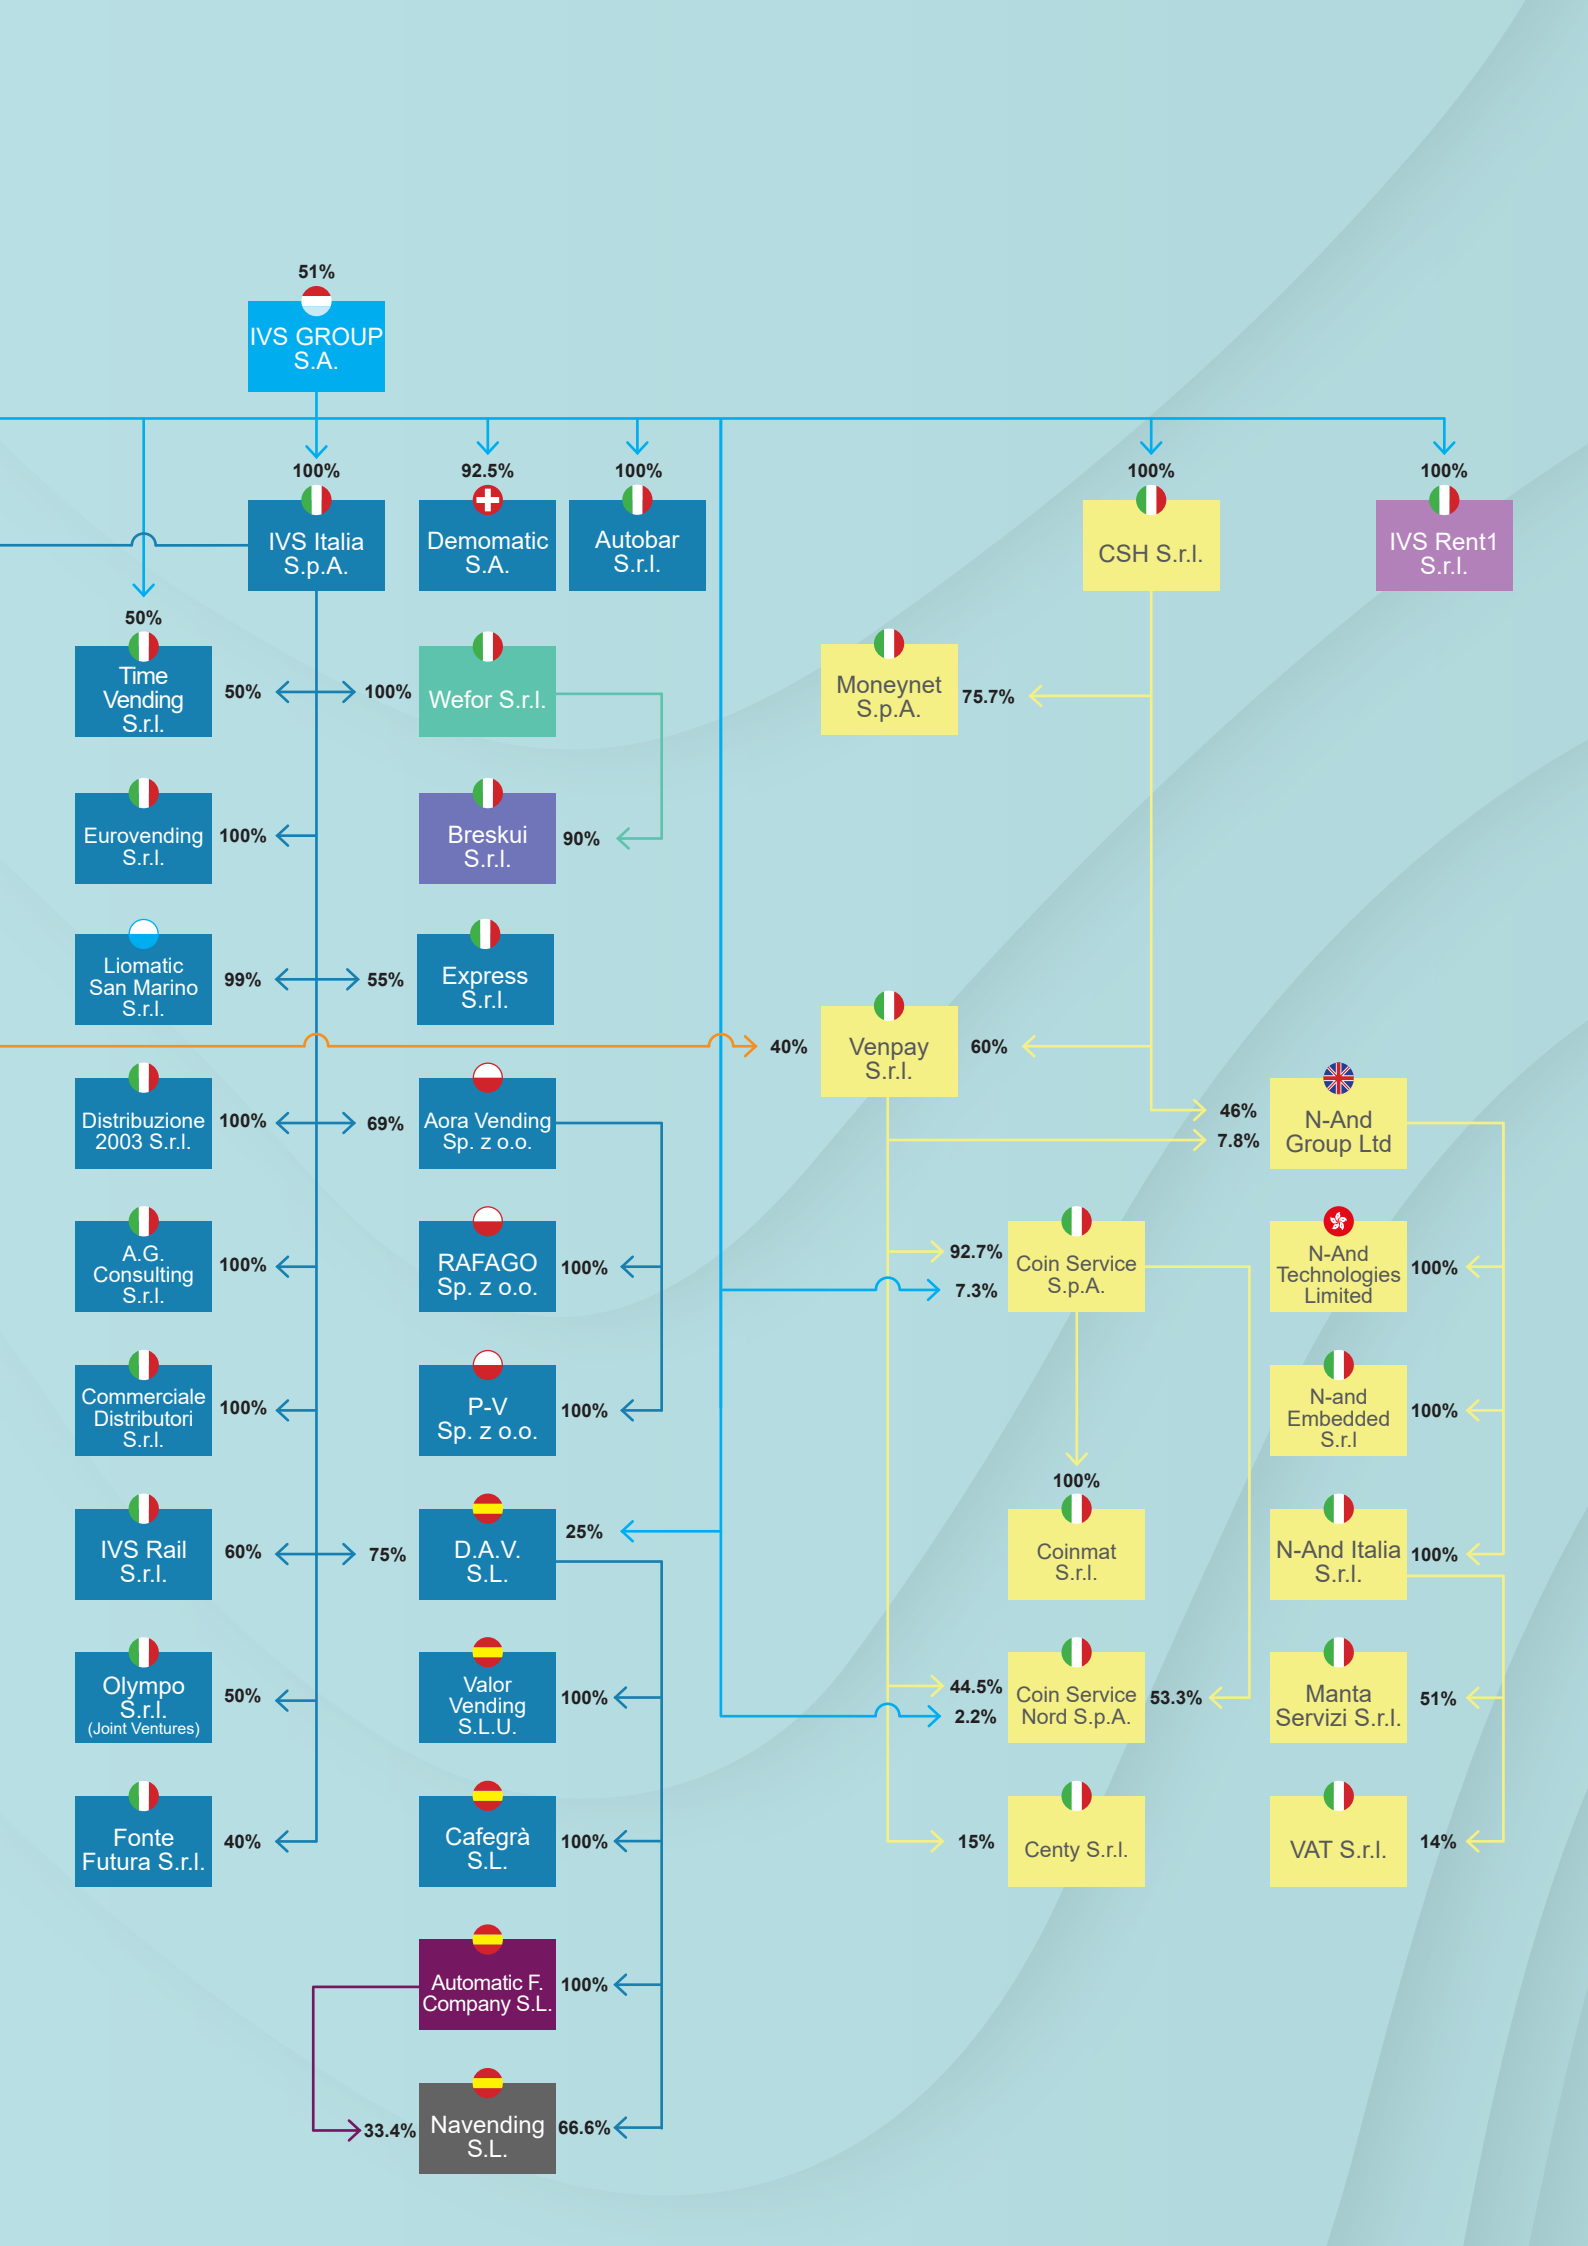 51%
IVS GROUP
S.A.
100%
92.5%
100%
100%
100%
IVS Italia
S.p.A.
Demomatic
S.A.
Autobar
S.r.l.
CSH S.r.l.
IVS Rent1
S.r.l.
50%
Time
Vending
S.r.l.
50%
100%
Wefor S.r.l.
Moneynet
S.p.A.
75.7%
Eurovending
S.r.l.
100%
Breskui
S.r.l.
90%
Liomatic
San Marino
S.r.l.
99%
55%
Express
S.r.l.
40%
Venpay
S.r.l.
60%
Distribuzione
2003 S.r.l.
100%
69%
Aora Vending
Sp. z o.o.
46%
7.8%
N-And
Group Ltd
A.G.
Consulting
S.r.l.
100%
RAFAGO
Sp. z o.o.
100%
92.7%
7.3%
Coin Service
S.p.A.
N-And
Technologies
Limited
100%
Commerciale
Distributori
S.r.l.
100%
P-V
Sp. z o.o.
100%
N-and
Embedded
S.r.l
100%
100%
IVS Rail
S.r.l.
60%
75%
D.A.V.
S.L.
25%
Coinmat
S.r.l.
N-And Italia
S.r.l.
100%
Olympo
S.r.l.
(Joint Ventures)
50%
Valor
Vending
S.L.U.
100%
44.5%
2.2%
Coin Service
Nord S.p.A.
53.3%
Manta
Servizi S.r.l.
51%
Fonte
Futura S.r.l.
40%
Cafegrà
S.L.
100%
15%
Centy S.r.l.
VAT S.r.l.
14%
Automatic F.
Company S.L.
100%
33.4%
Navending
S.L.
66.6%